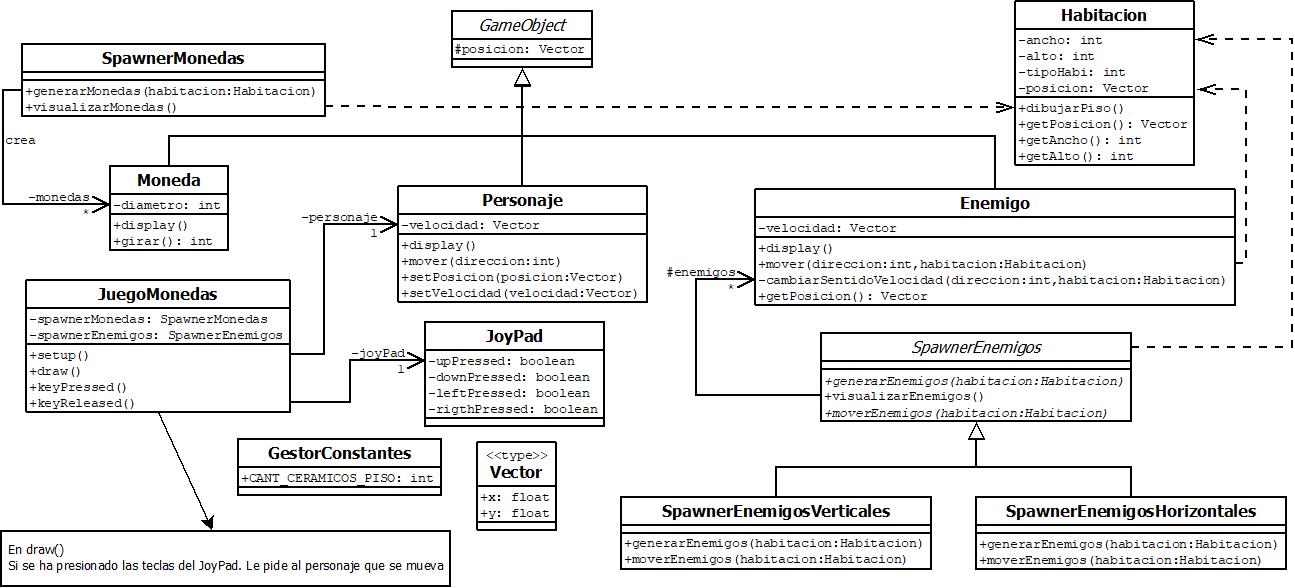 GameObject
#posicion: Vector
Habitacion
-ancho: int
-alto: int
-tipoHabi: int
-posicion: Vector
+dibujarPiso()
+getPosicion(): Vector
+getAncho(): int
+getAlto(): int
SpawnerMonedas
+generarMonedas(habitacion:Habitacion)
+visualizarMonedas()
crea
-monedas
*
Moneda
-diametro: int
+display()
+girar(): int
-personaje
1
Personaje
-velocidad: Vector
+display()
+mover(direccion:int)
+setPosicion(posicion:Vector)
+setVelocidad(velocidad:Vector)
Enemigo
-velocidad: Vector
+display()
+mover(direccion:int,habitacion:Habitacion)
-cambiarSentidoVelocidad(direccion:int,habitacion:Habitacion)
+getPosicion(): Vector
#enemigos
*
JuegoMonedas
-spawnerMonedas: SpawnerMonedas
-spawnerEnemigos: SpawnerEnemigos
+setup()
+draw()
+keyPressed()
+keyReleased()
-joyPad
1
JoyPad
-upPressed: boolean
-downPressed: boolean
-leftPressed: boolean
-rigthPressed: boolean
SpawnerEnemigos
+generarEnemigos(habitacion:Habitacion)
+visualizarEnemigos()
+moverEnemigos(habitacion:Habitacion)
GestorConstantes
+CANT_CERAMICOS_PISO: int
<<type>>
Vector
+x: float
+y: float
SpawnerEnemigosVerticales
+generarEnemigos(habitacion:Habitacion)
+moverEnemigos(habitacion:Habitacion)
SpawnerEnemigosHorizontales
+generarEnemigos(habitacion:Habitacion)
+moverEnemigos(habitacion:Habitacion)
En draw()
Si se ha presionado las teclas del JoyPad. Le pide al personaje que se mueva